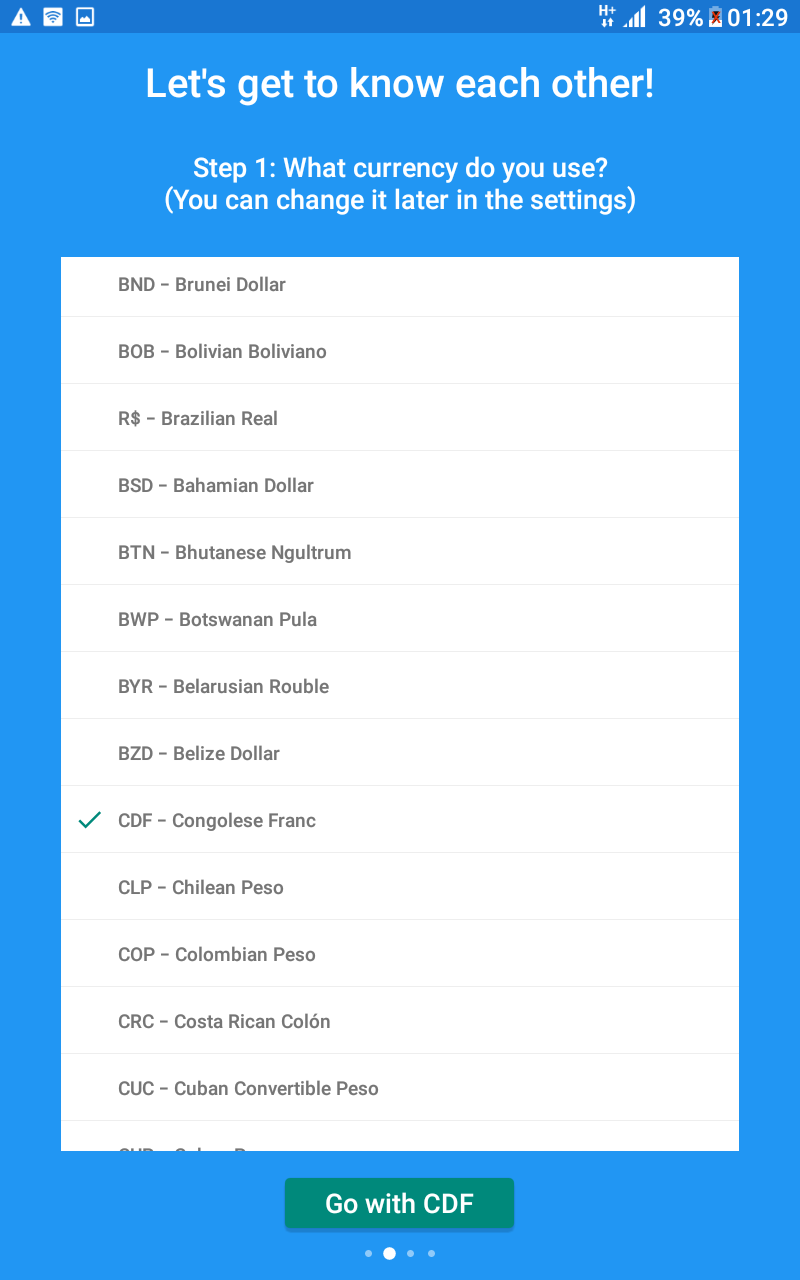 H+ 39% 01:29
Let's get to know each other!
Step 1: What currency do you use?
(You can change it later in the settings)
BND – Brunei Dollar
BOB – Bolivian Boliviano
R$ – Brazilian Real
BSD – Bahamian Dollar
BTN – Bhutanese Ngultrum
BWP – Botswanan Pula
BYR – Belarusian Rouble
BZD – Belize Dollar
CDF – Congolese Franc
CLP – Chilean Peso
COP – Colombian Peso
CRC – Costa Rican Colón
CUC – Cuban Convertible Peso
Go with CDF